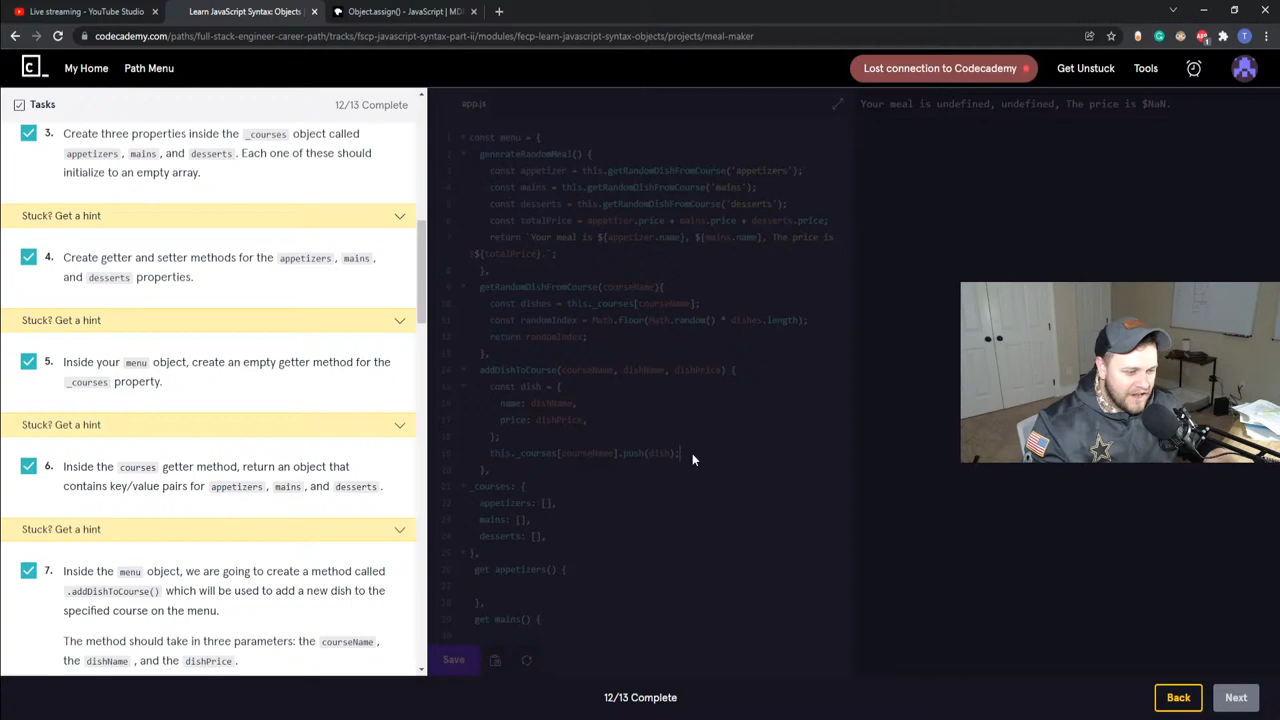 Live streaming - YouTube Studio
Learn JavaScript Syntax: Objects
Object.assign() - JavaScript | MD
codecademy.com/paths/full-stack-engineer-career-path/tracks/fscp-javascript-syntax-part-ii/modules/fecp-learn-javascript-syntax-objects/projects/meal-maker
My Home
Path Menu
Lost connection to Codecademy
Get Unstuck
Tools
Tasks
12/13 Complete
3. Create three properties inside the _courses object called
appetizers, mains, and desserts. Each one of these should
initialize to an empty array.
Stuck? Get a hint
4. Create getter and setter methods for the appetizers, mains,
and desserts properties.
Stuck? Get a hint
5. Inside your menu object, create an empty getter method for the
_courses property.
Stuck? Get a hint
6. Inside the courses getter method, return an object that
contains key/value pairs for appetizers, mains, and desserts.
Stuck? Get a hint
7. Inside the menu object, we are going to create a method called
.addDishToCourse() which will be used to add a new dish to the
specified course on the menu.
The method should take in three parameters: the courseName,
the dishName, and the dishPrice.
app.js
const menu = {
generateRandomMeal() {
const appetizer = this.getRandomDishFromCourse('appetizers');
const mains = this.getRandomDishFromCourse('mains');
const desserts = this.getRandomDishFromCourse('desserts');
const totalPrice = appetizer.price + mains.price + desserts.price;
return `Your meal is ${appetizer.name}, ${mains.name}, The price is
${totalPrice}.`;
},
getRandomDishFromCourse(courseName){
const dishes = this._courses[courseName];
const randomIndex = Math.floor(Math.random() * dishes.length);
return randomIndex;
},
addDishToCourse(courseName, dishName, dishPrice) {
const dish = {
name: dishName,
price: dishPrice,
};
this._courses[courseName].push(dish);
},
_courses: {
appetizers: [],
mains: [],
desserts: [],
},
get appetizers() {
},
get mains() {
Save
Your meal is undefined, undefined, The price is $NaN.
12/13 Complete
Back
Next